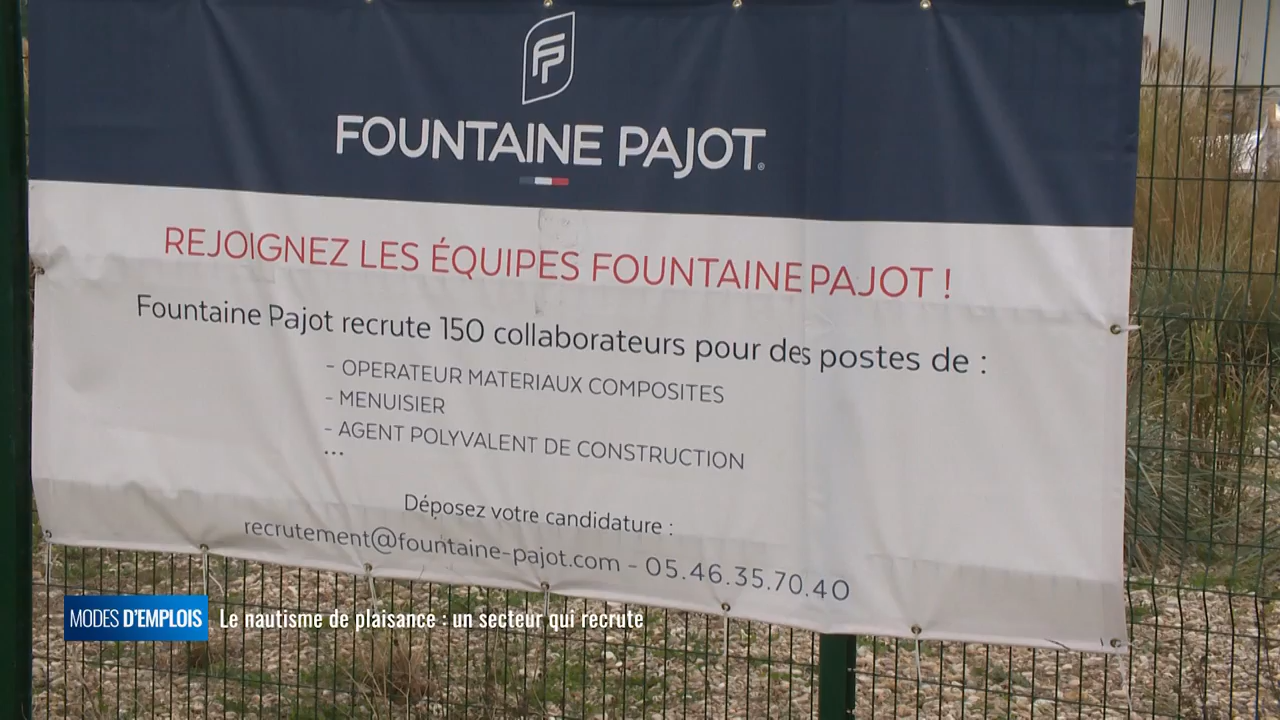 FP
FOUNTAINE PAJOT®
REJOIGNEZ LES ÉQUIPES FOUNTAINE PAJOT !
Fountaine Pajot recrute 150 collaborateurs pour des postes de :
- OPERATEUR MATERIAUX COMPOSITES
- MENUISIER
- AGENT POLYVALENT DE CONSTRUCTION
...
Déposez votre candidature :
recrutement@fountaine-pajot.com - 05.46.35.70.40
MODES D'EMPLOIS Le nautisme de plaisance : un secteur qui recrute